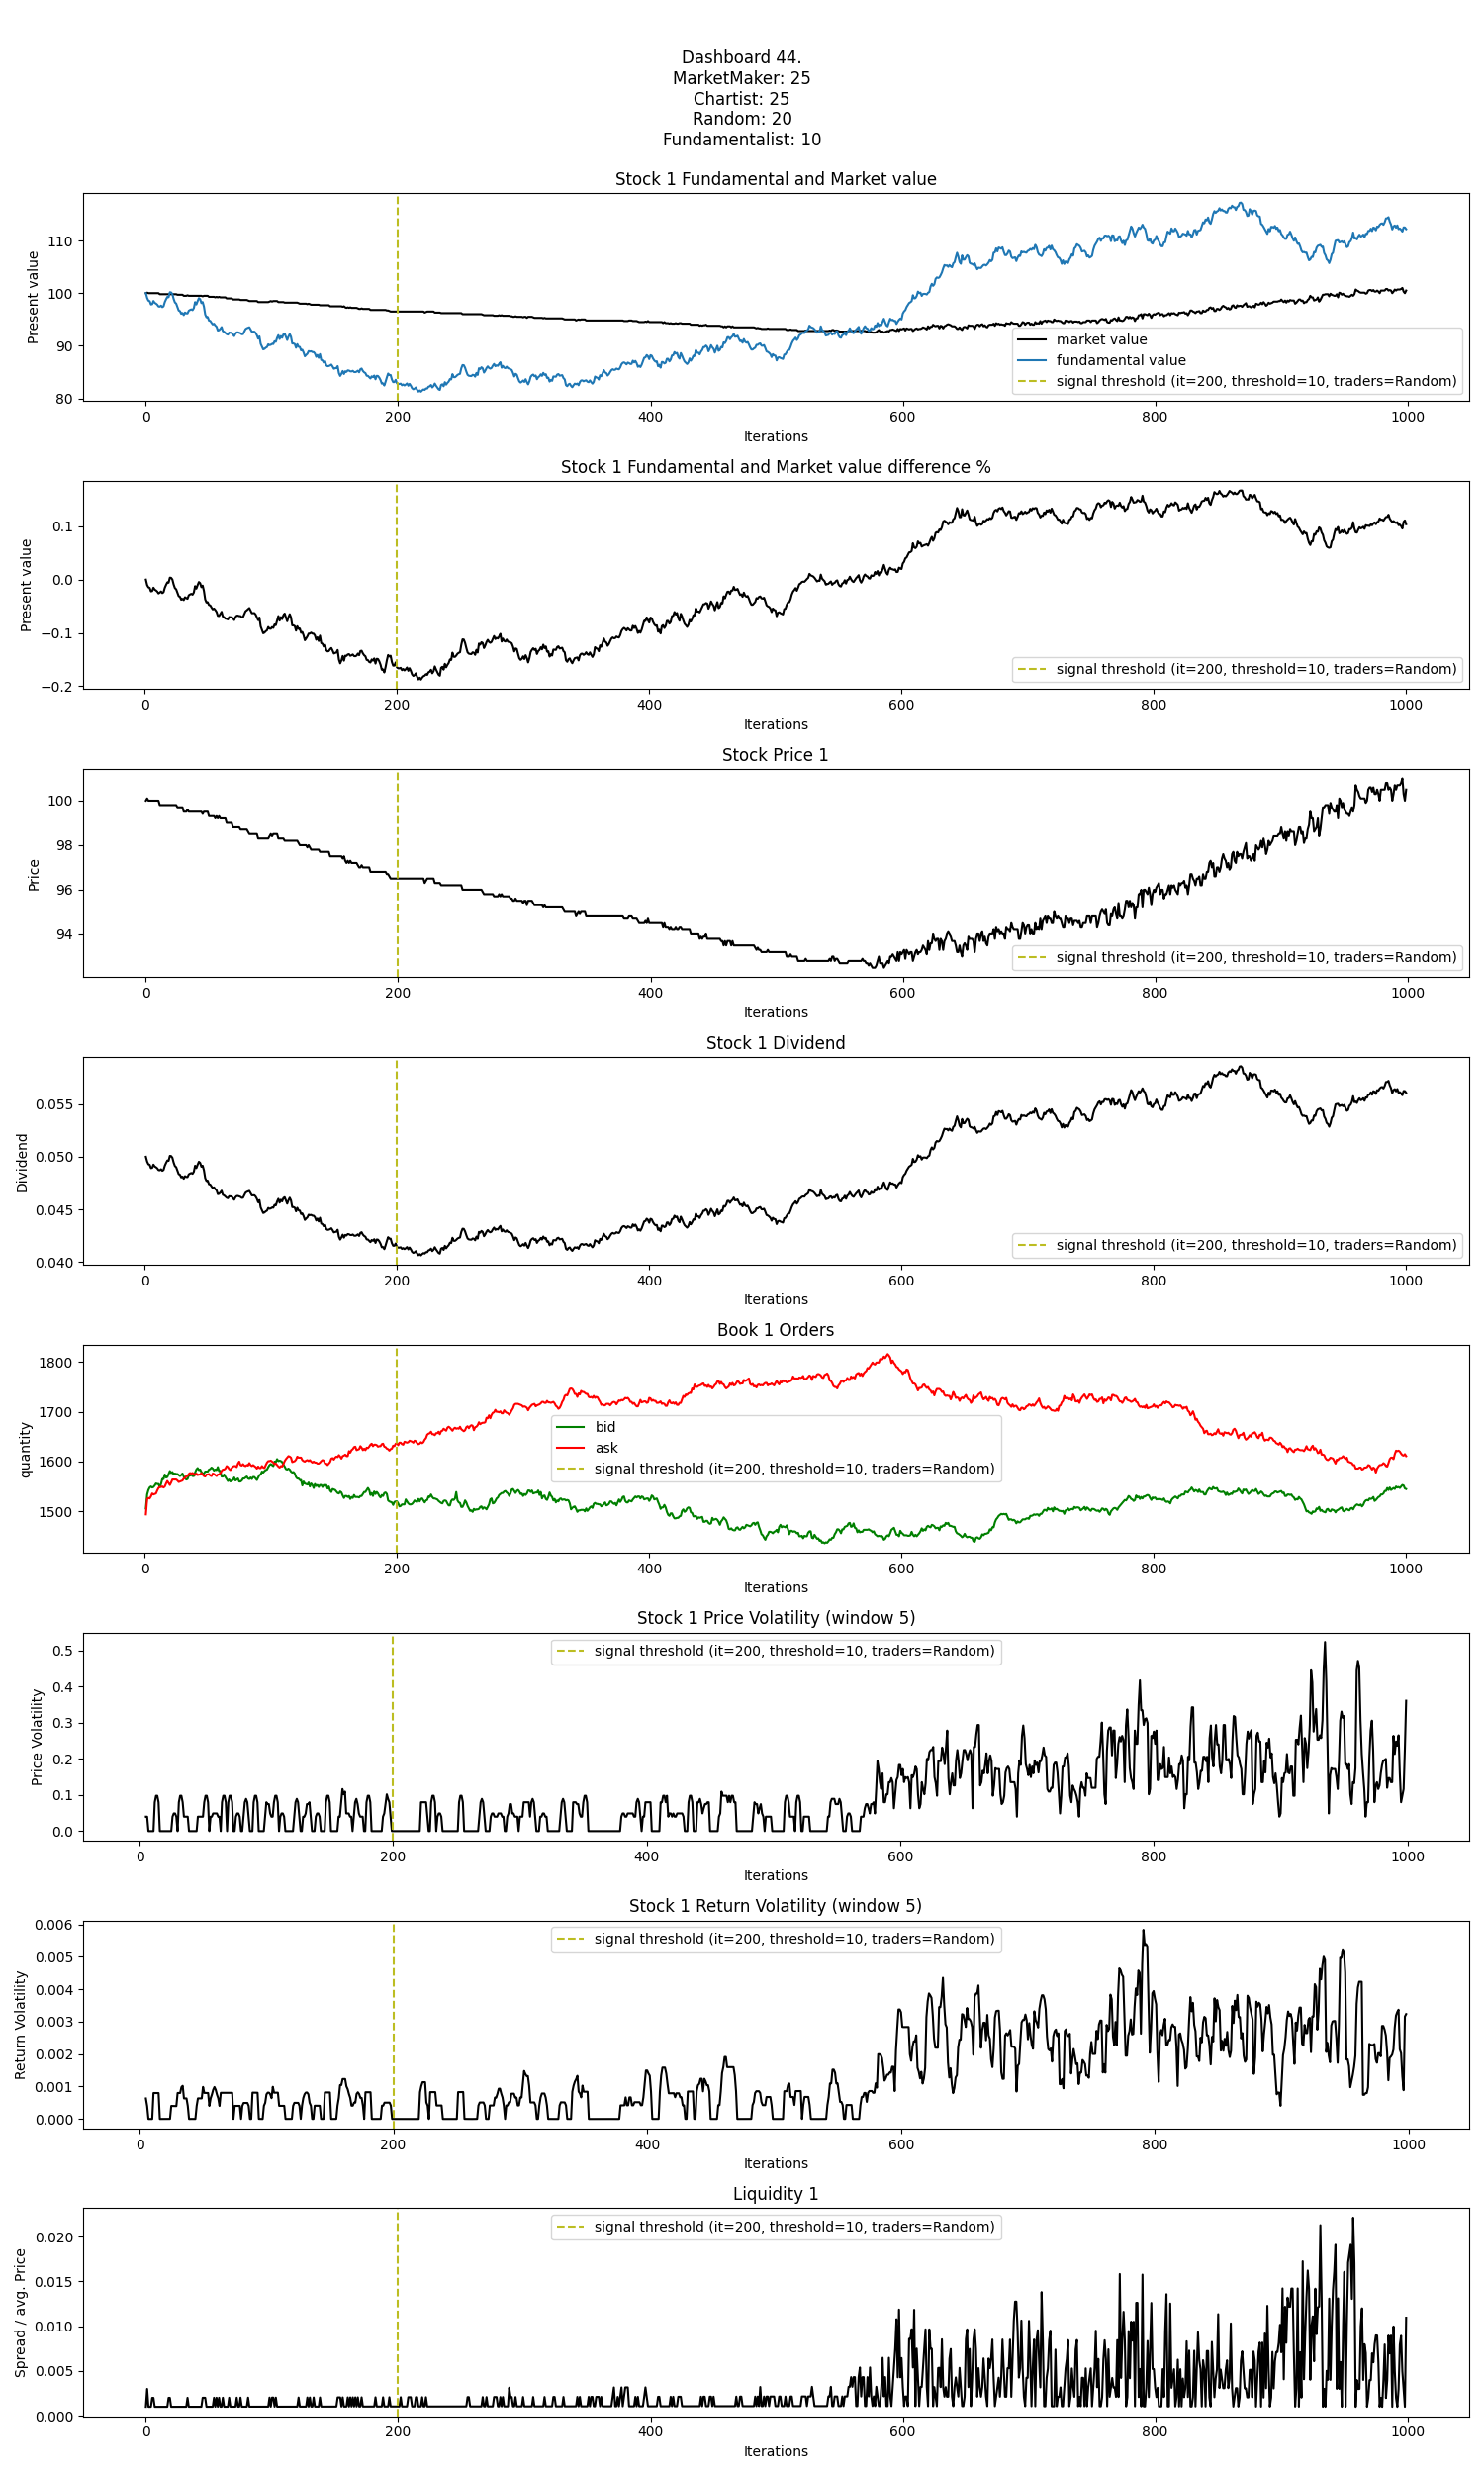 Dashboard 44.
MarketMaker: 25
Chartist: 25
Random: 20
Fundamentalist: 10
Stock 1 Fundamental and Market value
Present value
110
100
90
80
market value
fundamental value
signal threshold (it=200, threshold=10, traders=Random)
0 200 400 600 800 1000
Iterations
Stock 1 Fundamental and Market value difference %
Present value
0.1
0.0
−0.1
−0.2
signal threshold (it=200, threshold=10, traders=Random)
0 200 400 600 800 1000
Iterations
Stock Price 1
Price
100
98
96
94
signal threshold (it=200, threshold=10, traders=Random)
0 200 400 600 800 1000
Iterations
Stock 1 Dividend
Dividend
0.055
0.050
0.045
0.040
signal threshold (it=200, threshold=10, traders=Random)
0 200 400 600 800 1000
Iterations
Book 1 Orders
quantity
1800
1700
1600
1500
bid
ask
signal threshold (it=200, threshold=10, traders=Random)
0 200 400 600 800 1000
Iterations
Stock 1 Price Volatility (window 5)
Price Volatility
0.5
0.4
0.3
0.2
0.1
0.0
signal threshold (it=200, threshold=10, traders=Random)
0 200 400 600 800 1000
Iterations
Stock 1 Return Volatility (window 5)
Return Volatility
0.006
0.005
0.004
0.003
0.002
0.001
0.000
signal threshold (it=200, threshold=10, traders=Random)
0 200 400 600 800 1000
Iterations
Liquidity 1
Spread / avg. Price
0.020
0.015
0.010
0.005
0.000
signal threshold (it=200, threshold=10, traders=Random)
0 200 400 600 800 1000
Iterations